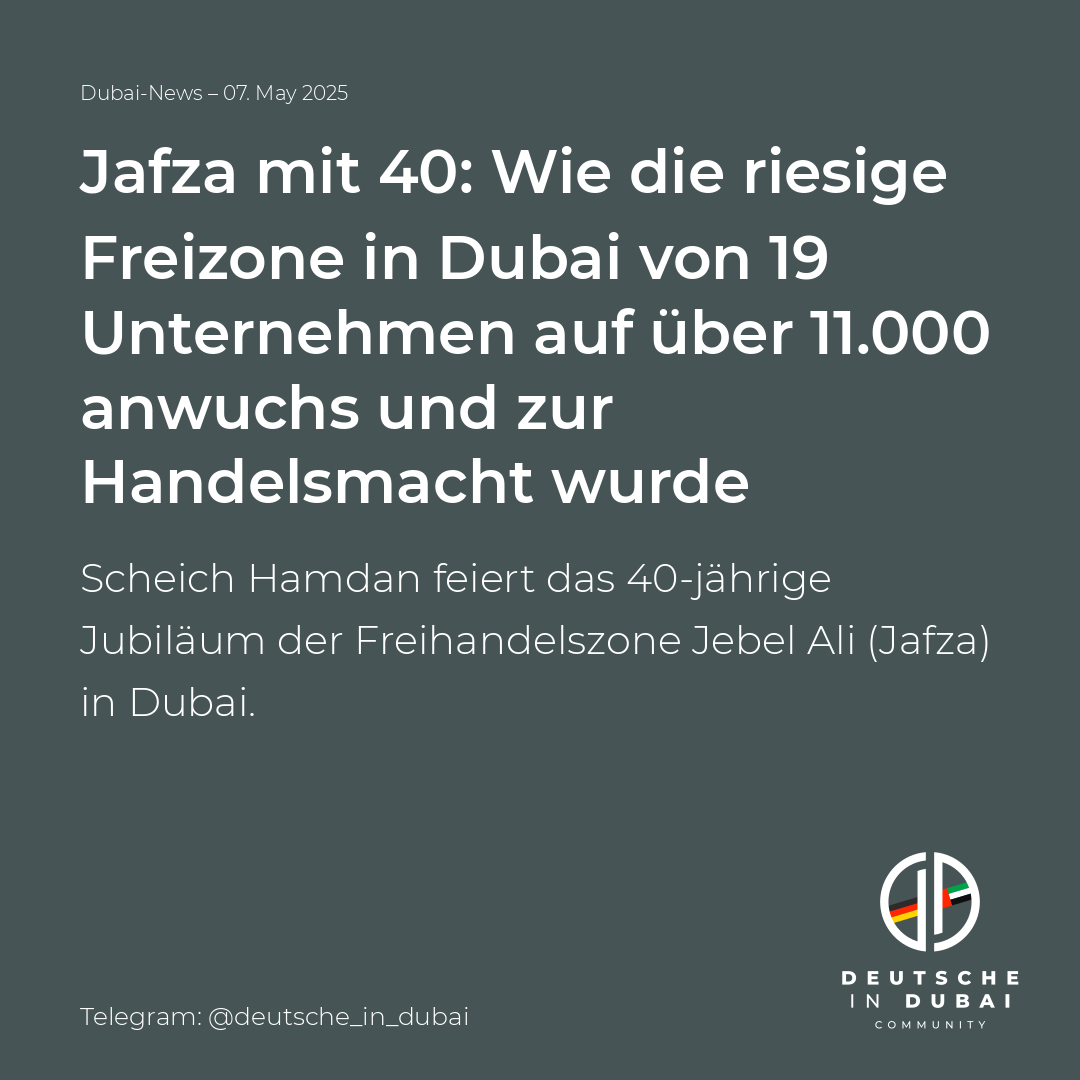 Dubai-News – 07. May 2025
Jafza mit 40: Wie die riesige
Freizone in Dubai von 19
Unternehmen auf über 11.000
anwuchs und zur
Handelsmacht wurde
Scheich Hamdan feiert das 40-jährige
Jubiläum der Freihandelszone Jebel Ali (Jafza)
in Dubai.
DEUTSCHE
IN DUBAI
COMMUNITY
Telegram: @deutsche_in_dubai